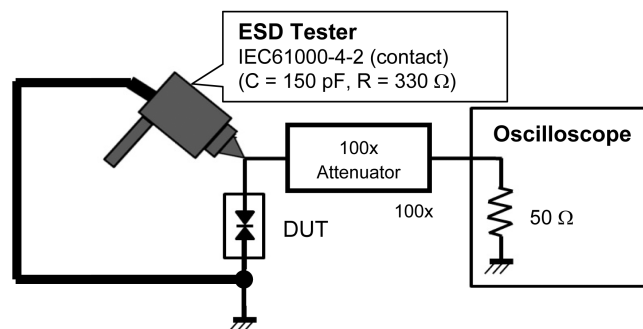 ESD Tester
IEC61000-4-2 (contact)
(C = 150 pF, R = 330 Ω)
Oscilloscope
100x
Attenuator
100x
50 Ω
DUT